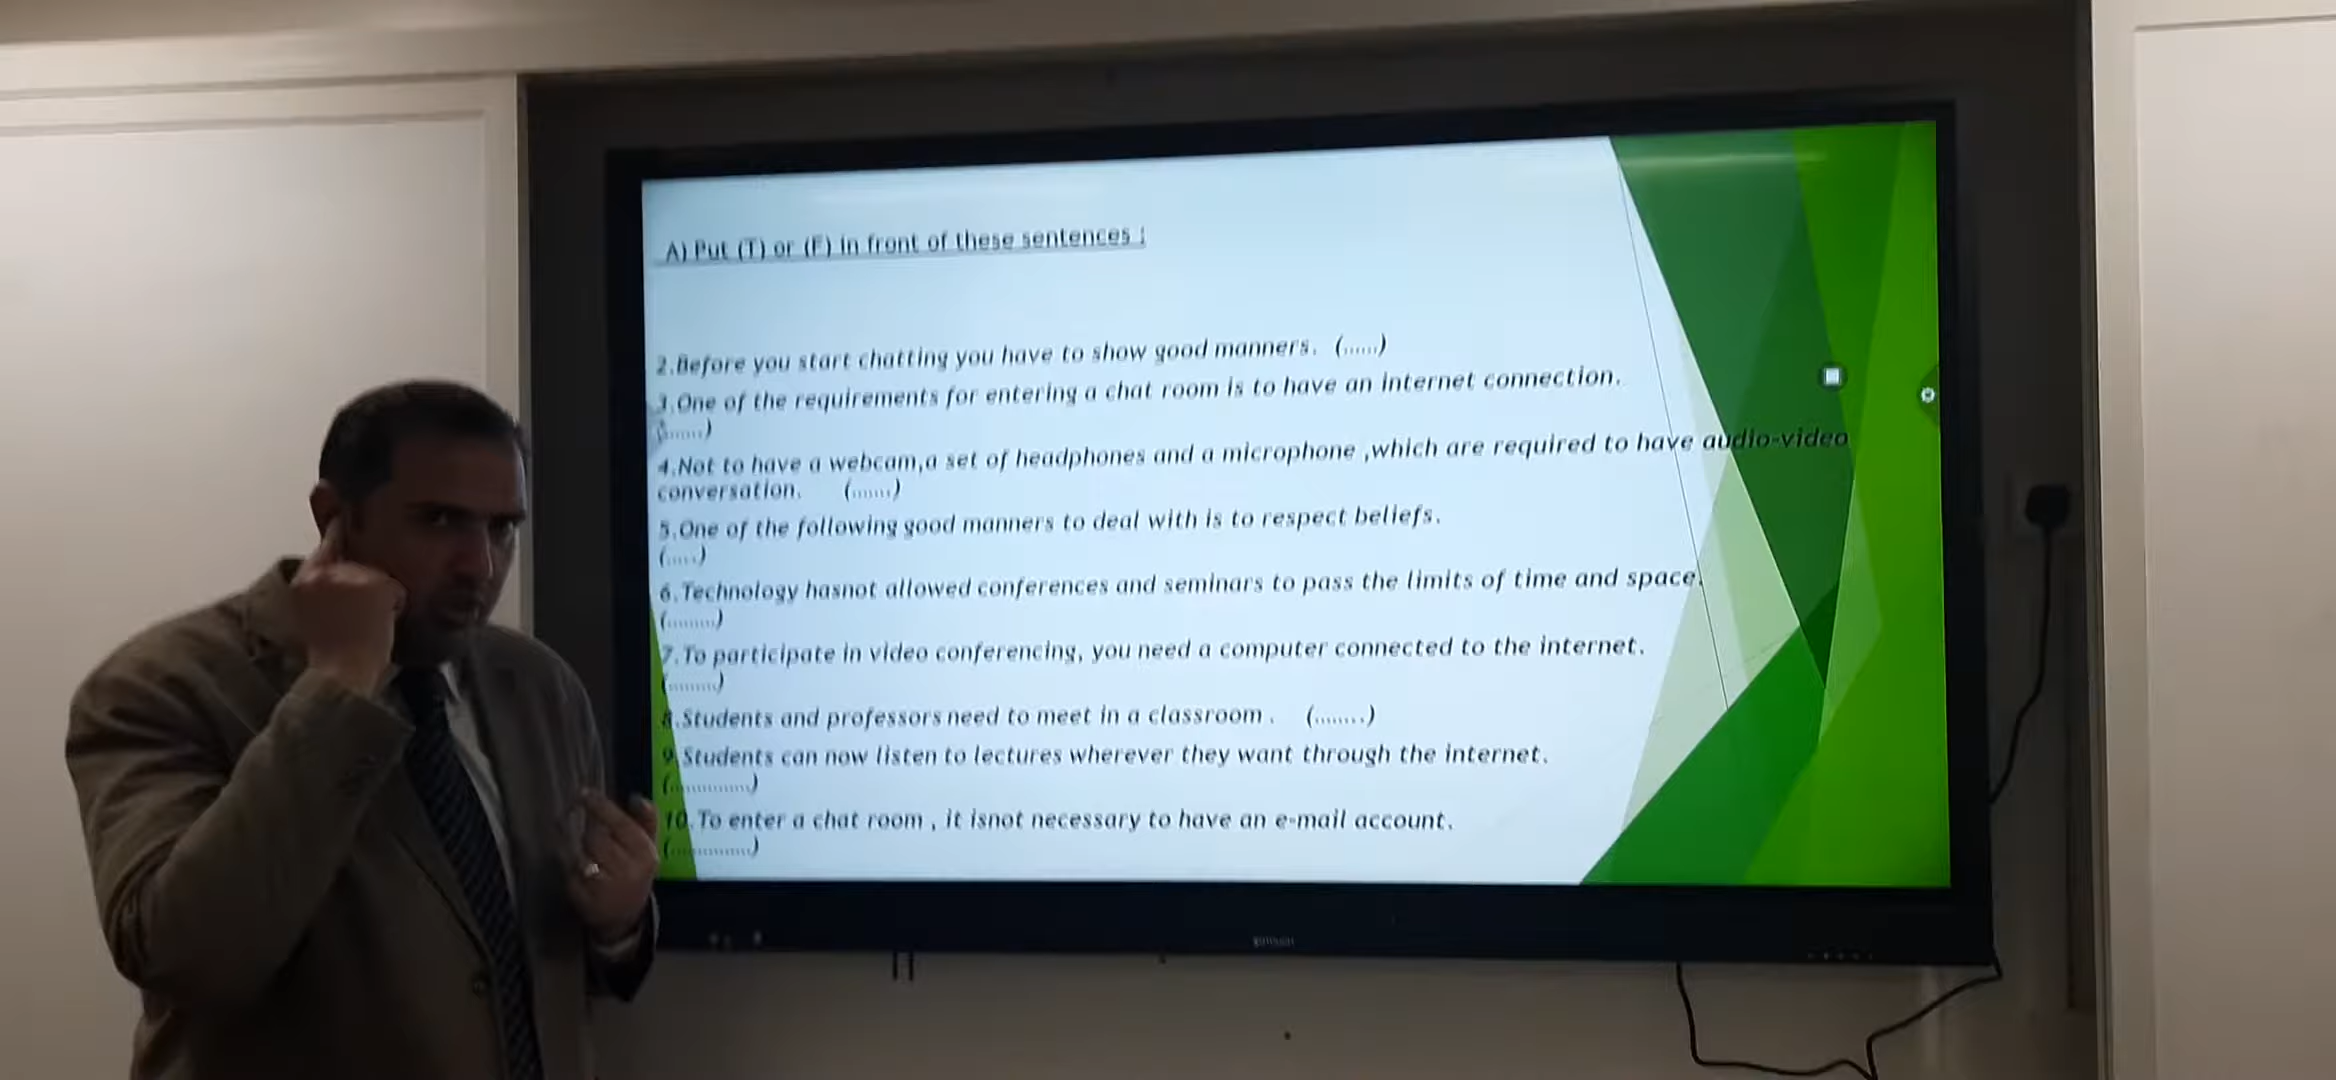 A) Put (T) or (F) in front of these sentences :
2.Before you start chatting you have to show good manners. (......)
3.One of the requirements for entering a chat room is to have an internet connection.
(.......)
4.Not to have a webcam,a set of headphones and a microphone ,which are required to have audio-video
conversation. (.......)
5.One of the following good manners to deal with is to respect beliefs.
(.....)
6.Technology hasnot allowed conferences and seminars to pass the limits of time and space.
(.........)
7.To participate in video conferencing, you need a computer connected to the internet.
(.........)
8.Students and professors need to meet in a classroom . (........)
9.Students can now listen to lectures wherever they want through the internet.
(..............)
10.To enter a chat room , it isnot necessary to have an e-mail account.
(..............)